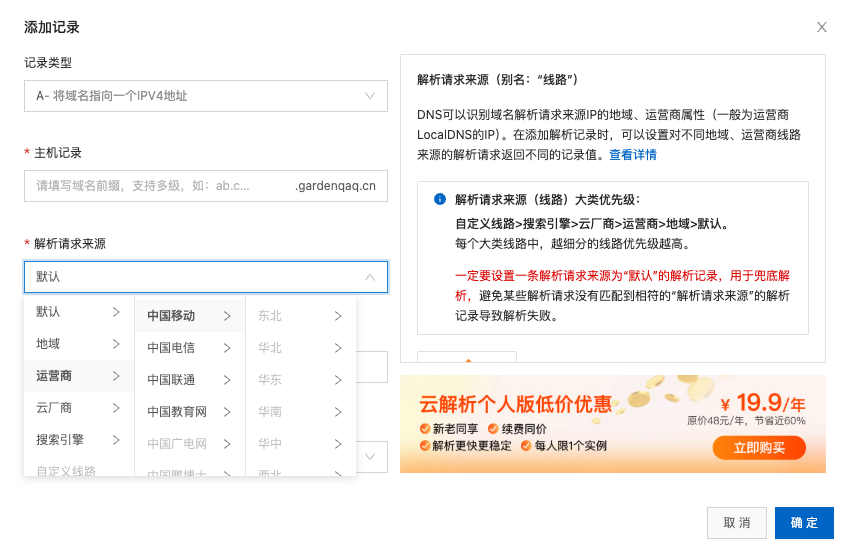 添加记录
记录类型
A- 将域名指向一个IPV4地址
* 主机记录
请填写域名前缀，支持多级，如：ab.c...
.gardenqaq.cn
* 解析请求来源
默认
默认
地域
运营商
云厂商
搜索引擎
自定义线路
中国移动
中国电信
中国联通
中国教育网
中国广电网
中国鹏博士
东北
华北
华东
华南
华中
西北
解析请求来源（别名：“线路”）
DNS可以识别域名解析请求来源IP的地域、运营商属性（一般为运营商
LocalDNS的IP）。在添加解析记录时，可以设置对不同地域、运营商线路
来源的解析请求返回不同的记录值。查看详情
解析请求来源（线路）大类优先级：
自定义线路>搜索引擎>云厂商>运营商>地域>默认。
每个大类线路中，越细分的线路优先级越高。
一定要设置一条解析请求来源为“默认”的解析记录，用于兜底解
析，避免某些解析请求没有匹配到相符的“解析请求来源”的解析
记录导致解析失败。
云解析个人版低价优惠
新老同享 续费同价
解析更快更稳定 每人限1个实例
¥ 19.9/年
原价48元/年，节省近60%
立即购买
取 消
确 定